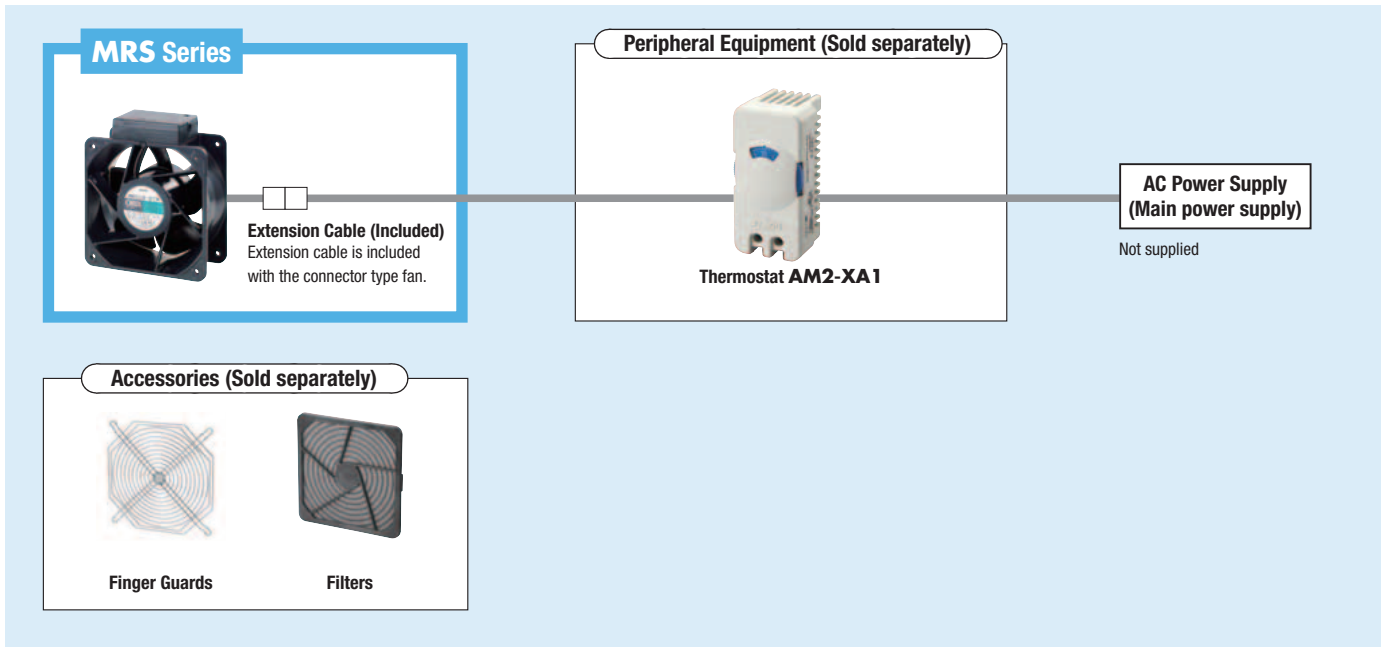 MRS Series
Extension Cable (Included)
Extension cable is included
with the connector type fan.
Peripheral Equipment (Sold separately)
Thermostat AM2-XA1
AC Power Supply
(Main power supply)
Not supplied
Accessories (Sold separately)
Finger Guards
Filters